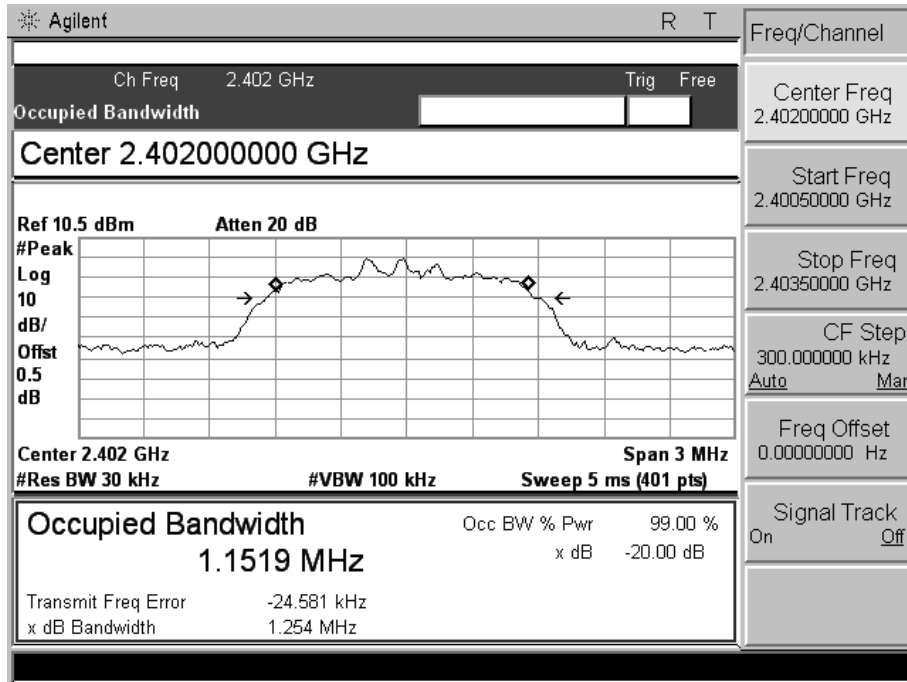 Agilent R T
Ch Freq 2.402 GHz Trig Free
Occupied Bandwidth
Center 2.402000000 GHz
Ref 10.5 dBm Atten 20 dB
#Peak
Log
10
dB/
Offst
0.5
dB
Center 2.402 GHz Span 3 MHz
#Res BW 30 kHz #VBW 100 kHz Sweep 5 ms (401 pts)
Occupied Bandwidth
1.1519 MHz
Occ BW % Pwr 99.00 %
x dB -20.00 dB
Transmit Freq Error -24.581 kHz
x dB Bandwidth 1.254 MHz
Freq/Channel
Center Freq
2.40200000 GHz
Start Freq
2.40050000 GHz
Stop Freq
2.40350000 GHz
CF Step
300.000000 kHz
Auto Man
Freq Offset
0.00000000 Hz
Signal Track
On Off